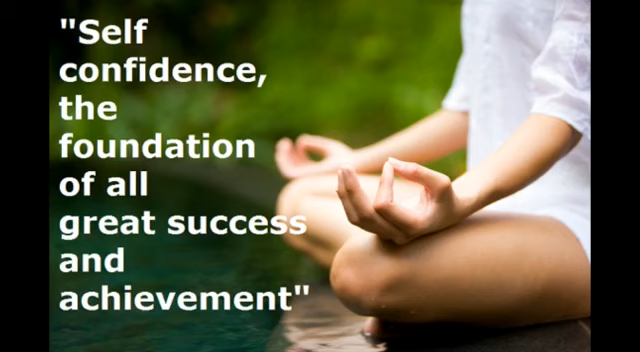 "Self
confidence,
the
foundation
of all
great success
and
achievement"